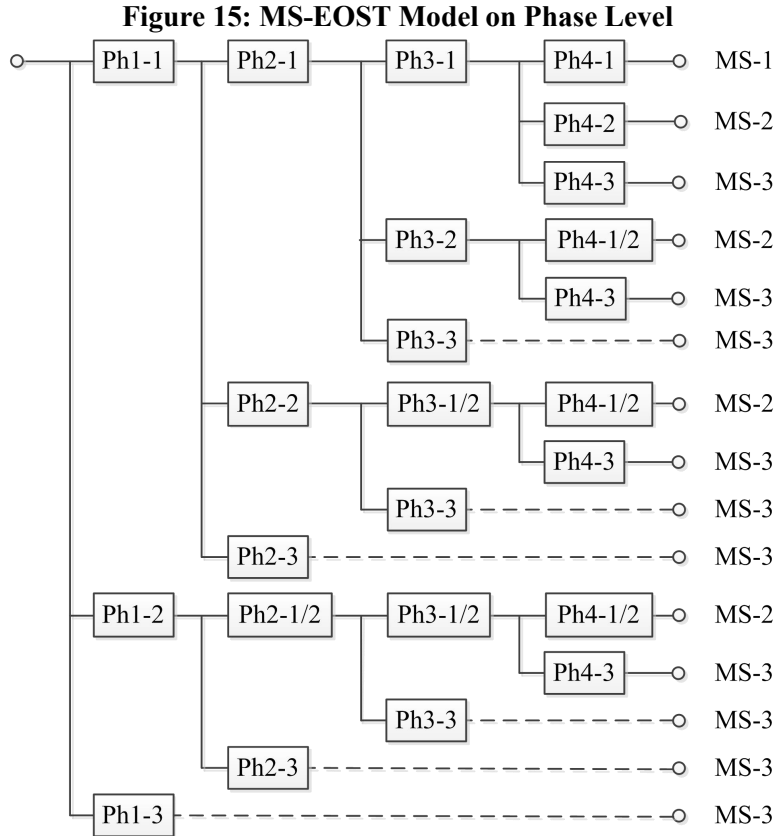 Figure 15: MS-EOST Model on Phase Level
Ph1-1 Ph2-1 Ph3-1 Ph4-1 MS-1
Ph4-2 MS-2
Ph4-3 MS-3
Ph3-2 Ph4-1/2 MS-2
Ph4-3 MS-3
Ph3-3 MS-3
Ph2-2 Ph3-1/2 Ph4-1/2 MS-2
Ph4-3 MS-3
Ph3-3 MS-3
Ph2-3 MS-3
Ph1-2 Ph2-1/2 Ph3-1/2 Ph4-1/2 MS-2
Ph4-3 MS-3
Ph3-3 MS-3
Ph2-3 MS-3
Ph1-3 MS-3